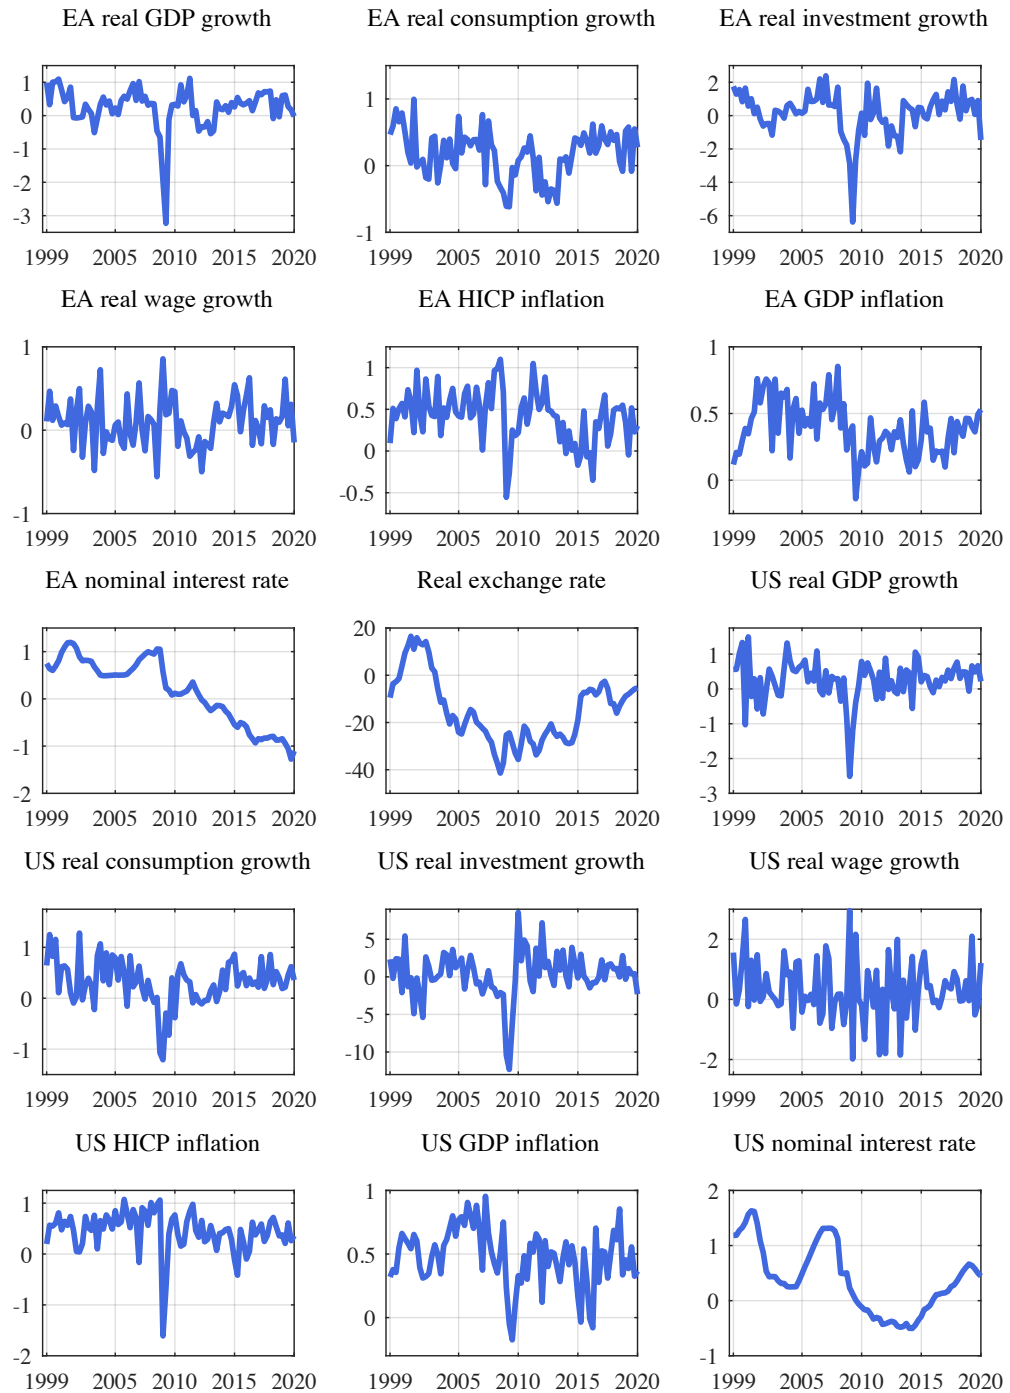 EA real GDP growth EA real consumption growth EA real investment growth
1 0 -1 -2 -3
1 0 -1
2 0 -2 -4 -6
1999 2005 2010 2015 2020 1999 2005 2010 2015 2020 1999 2005 2010 2015 2020
EA real wage growth EA HICP inflation EA GDP inflation
1 0 -1
1 0.5 0 -0.5
1 0.5 0
1999 2005 2010 2015 2020 1999 2005 2010 2015 2020 1999 2005 2010 2015 2020
EA nominal interest rate Real exchange rate US real GDP growth
1 0 -1 -2
20 0 -20 -40
1 0 -1 -2 -3
1999 2005 2010 2015 2020 1999 2005 2010 2015 2020 1999 2005 2010 2015 2020
US real consumption growth US real investment growth US real wage growth
1 0 -1
5 0 -5 -10
2 0 -2
1999 2005 2010 2015 2020 1999 2005 2010 2015 2020 1999 2005 2010 2015 2020
US HICP inflation US GDP inflation US nominal interest rate
1 0 -1 -2
1 0.5 0
2 1 0 -1
1999 2005 2010 2015 2020 1999 2005 2010 2015 2020 1999 2005 2010 2015 2020